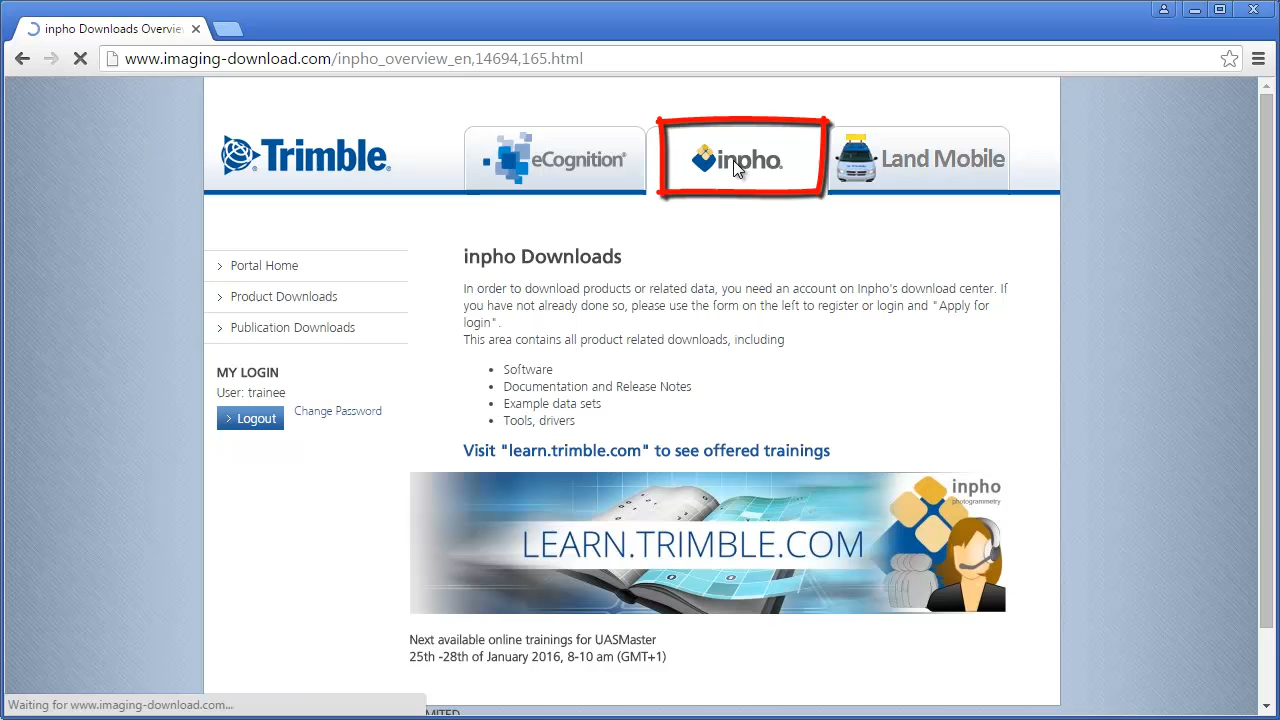 inpho Downloads Overvie
www.imaging-download.com/inpho_overview_en,14694,165.html
Trimble.
eCognition®
inpho.
Land Mobile
Portal Home
Product Downloads
Publication Downloads
MY LOGIN
User: trainee
Logout
Change Password
inpho Downloads
In order to download products or related data, you need an account on Inpho's download center. If
you have not already done so, please use the form on the left to register or login and "Apply for
login".
This area contains all product related downloads, including
• Software
• Documentation and Release Notes
• Example data sets
• Tools, drivers
Visit "learn.trimble.com" to see offered trainings
inpho
photogrammetry
LEARN.TRIMBLE.COM
Next available online trainings for UASMaster
25th -28th of January 2016, 8-10 am (GMT+1)
Waiting for www.imaging-download.com...